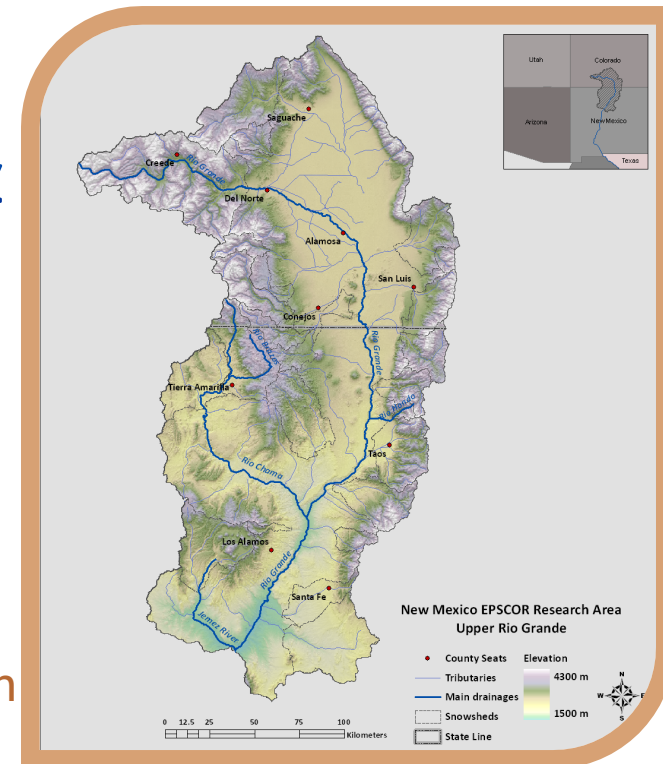 Utah
Colorado
Arizona
New Mexico
Texas
Saguache
Creede
Rio Grande
Del Norte
Alamosa
San Luis
Conejos
Rio Brazos
Rio Grande
Tierra Amarilla
Rio Hondo
Taos
Rio Chama
Los Alamos
Rio Grande
Santa Fe
Jemez River
New Mexico EPSCOR Research Area
Upper Rio Grande
County Seats
Elevation
Tributaries
4300 m
Main drainages
Snowsheds
1500 m
State Line
N
W
E
S
0 12.5 25 50 75 100
Kilometers
n